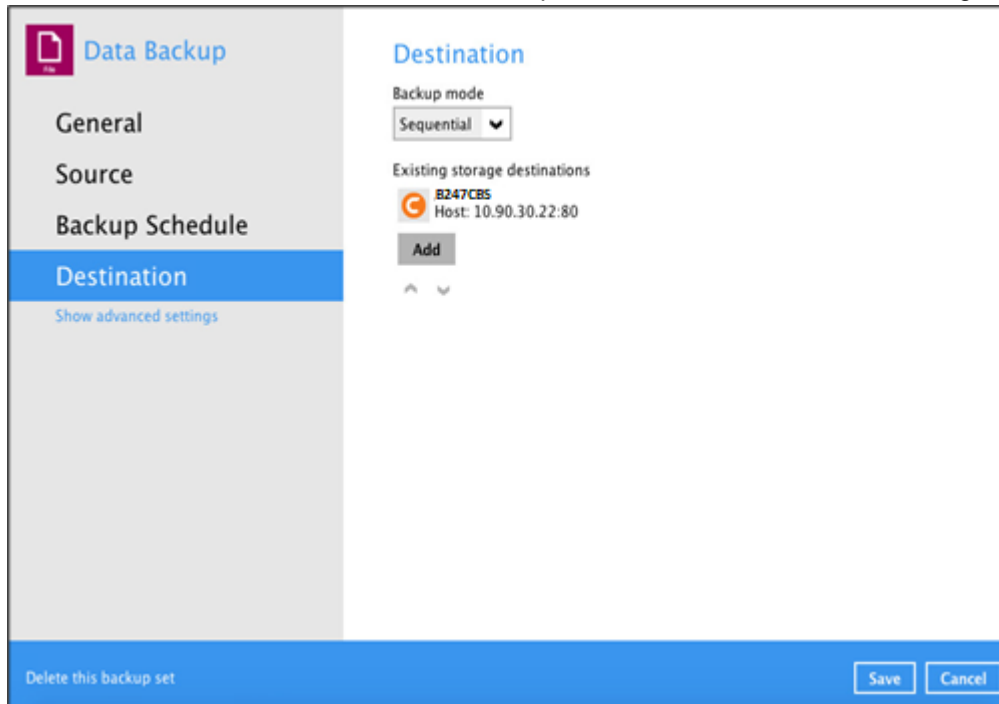 Data Backup
File
General
Source
Backup Schedule
Destination
Show advanced settings
Destination
Backup mode
Sequential
Existing storage destinations
B247CBS
Host: 10.90.30.22:80
Add
Delete this backup set
Save
Cancel